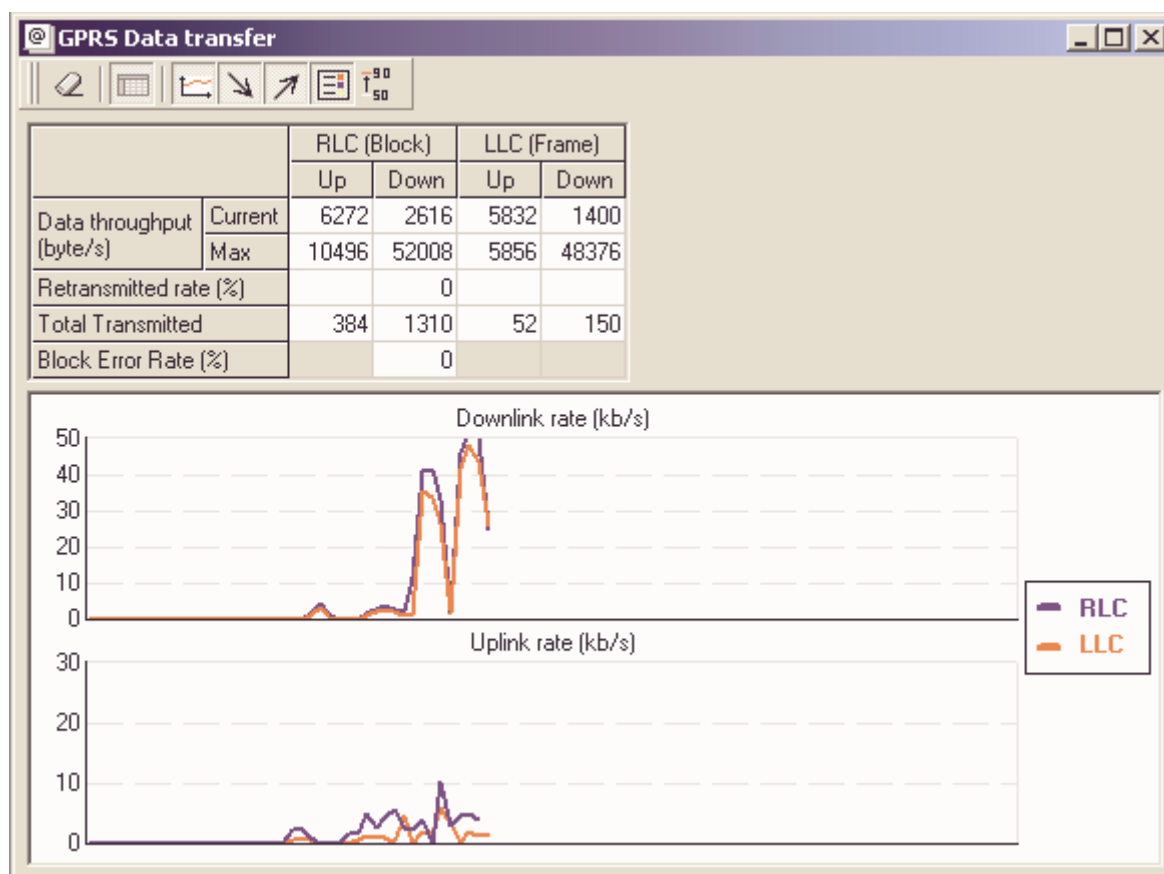 GPRS Data transfer
90
50
RLC (Block) LLC (Frame)
Up Down Up Down
Data throughput (byte/s) Current 6272 2616 5832 1400
Max 10496 52008 5856 48376
Retransmitted rate (%) 0
Total Transmitted 384 1310 52 150
Block Error Rate (%) 0
Downlink rate (kb/s)
50
40
30
20
10
0
RLC
LLC
Uplink rate (kb/s)
30
20
10
0